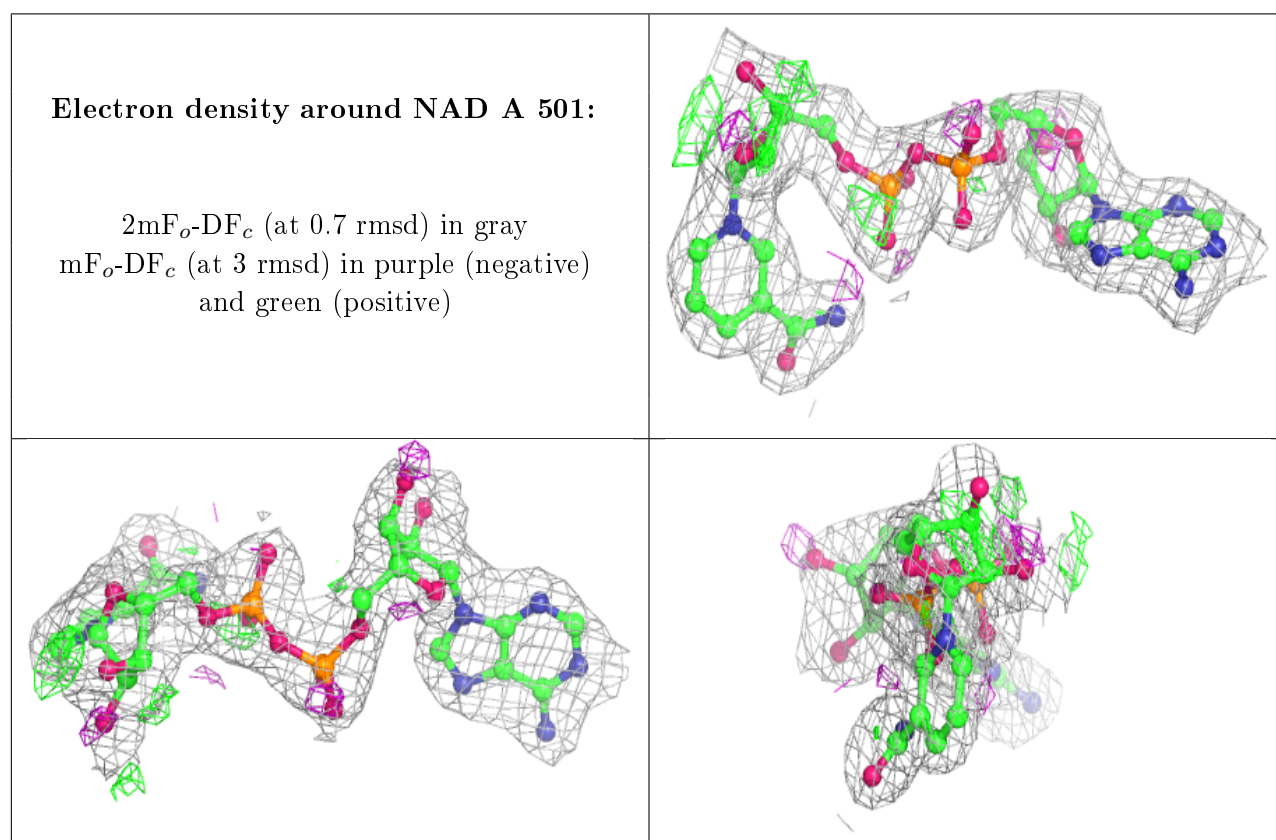 Electron density around NAD A 501:
2mFo-DFc (at 0.7 rmsd) in gray
mFo-DFc (at 3 rmsd) in purple (negative)
and green (positive)